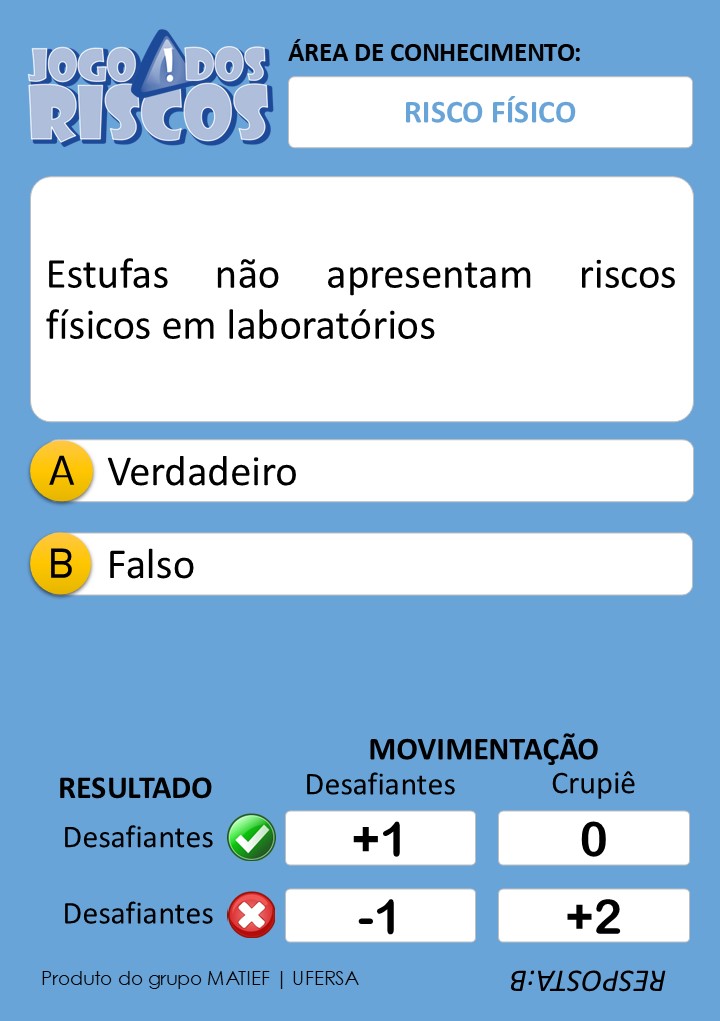 JOGO DOS
RISCOS
ÁREA DE CONHECIMENTO:
RISCO FÍSICO
Estufas não apresentam riscos
físicos em laboratórios
A Verdadeiro
B Falso
MOVIMENTAÇÃO
RESULTADO Desafiantes Crupiê
Desafiantes +1 0
Desafiantes -1 +2
Produto do grupo MATIEF | UFERSA
RESPOSTA:B